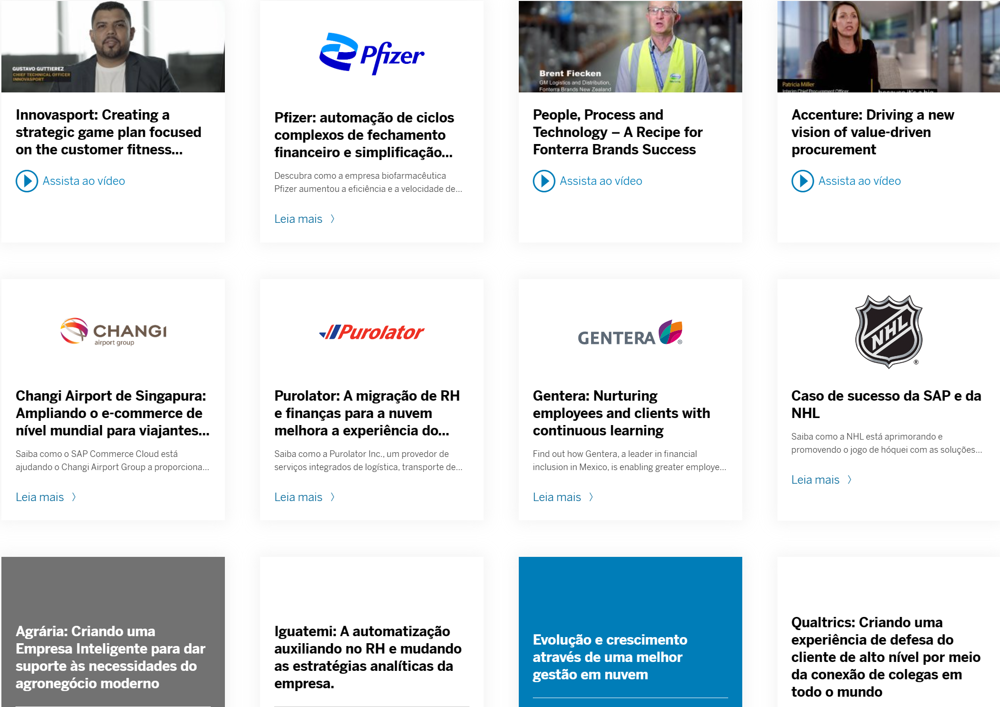 GUSTAVO GUTTIEREZ
CHIEF TECHNICAL OFFICER
INNOVASPORT
Innovasport: Creating a
strategic game plan focused
on the customer fitness...
Assista ao vídeo
Pfizer
Pfizer: automação de ciclos
complexos de fechamento
financeiro e simplificação...
Descubra como a empresa biofarmacêutica
Pfizer aumentou a eficiência e a velocidade de...
Leia mais
Brent Fiecken
GM Logistics and Distribution,
Fonterra Brands New Zealand
People, Process and
Technology – A Recipe for
Fonterra Brands Success
Assista ao vídeo
Patricia Miller
Interim Chief Procurement Officer
because it's a big
Accenture: Driving a new
vision of value-driven
procurement
Assista ao vídeo
CHANGI
airport group
Changi Airport de Singapura:
Ampliando o e-commerce de
nível mundial para viajantes...
Saiba como o SAP Commerce Cloud está
ajudando o Changi Airport Group a proporciona...
Leia mais
Purolator
Purolator: A migração de RH
e finanças para a nuvem
melhora a experiência do...
Saiba como a Purolator Inc., um provedor de
serviços integrados de logística, transporte de...
Leia mais
GENTERA®
Gentera: Nurturing
employees and clients with
continuous learning
Find out how Gentera, a leader in financial
inclusion in Mexico, is enabling greater employe...
Leia mais
NHL
®
Caso de sucesso da SAP e da
NHL
Saiba como a NHL está aprimorando e
promovendo o jogo de hóquei com as soluções...
Leia mais
Agrária: Criando uma
Empresa Inteligente para dar
suporte às necessidades do
agronegócio moderno
Iguatemi: A automatização
auxiliando no RH e mudando
as estratégias analíticas da
empresa.
Evolução e crescimento
através de uma melhor
gestão em nuvem
Qualtrics: Criando uma
experiência de defesa do
cliente de alto nível por meio
da conexão de colegas em
todo o mundo